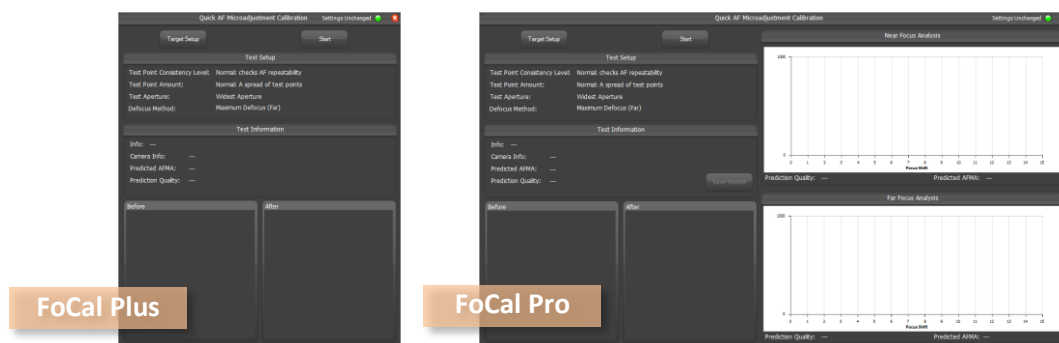 Quick AF Microadjustment Calibration Settings Unchanged
Target Setup Start
Test Setup
Test Point Consistency Level: Normal: checks AF repeatability
Test Point Amount: Normal: A spread of test points
Test Aperture: Widest Aperture
Defocus Method: Maximum Defocus (Far)
Test Information
Info: ---
Camera Info: ---
Predicted AFMA: ---
Prediction Quality: ---
Before After
FoCal Plus
Quick AF Microadjustment Calibration Settings Unchanged
Target Setup Start
Test Setup
Test Point Consistency Level: Normal: checks AF repeatability
Test Point Amount: Normal: A spread of test points
Test Aperture: Widest Aperture
Defocus Method: Maximum Defocus (Far)
Test Information
Info: ---
Camera Info: ---
Predicted AFMA: ---
Prediction Quality: ---
Save Report
Before After
FoCal Pro
Near Focus Analysis
1000
0
0 1 2 3 4 5 6 7 8 9 10 11 12 13 14 15
Focus Shift
Prediction Quality: --- Predicted AFMA: ---
Far Focus Analysis
1000
0
0 1 2 3 4 5 6 7 8 9 10 11 12 13 14 15
Focus Shift
Prediction Quality: --- Predicted AFMA: ---